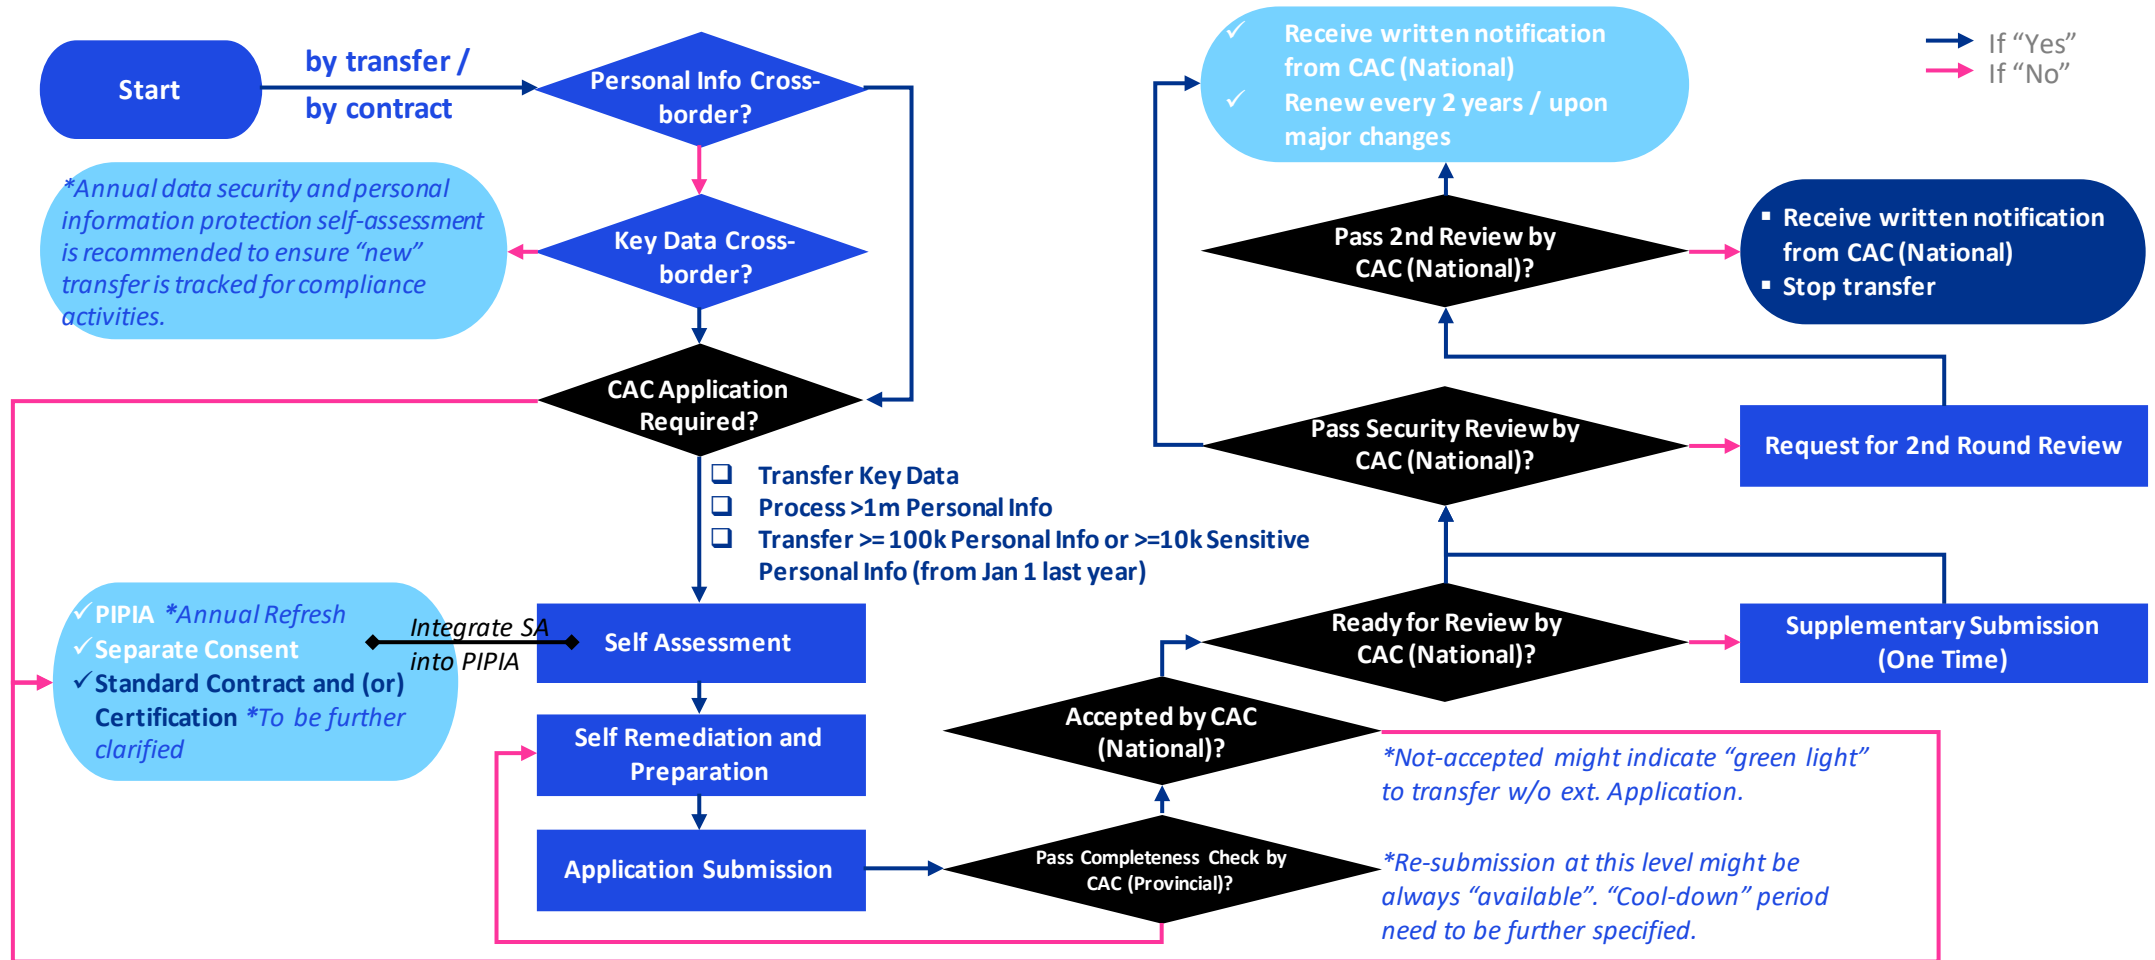 Start
by transfer /
by contract
Personal Info Cross-
border?
*Annual data security and personal
information protection self-assessment
is recommended to ensure “new”
transfer is tracked for compliance
activities.
Key Data Cross-
border?
CAC Application
Required?
❑ Transfer Key Data
❑ Process >1m Personal Info
❑ Transfer >= 100k Personal Info or >=10k Sensitive
Personal Info (from Jan 1 last year)
✓ PIPIA *Annual Refresh
✓ Separate Consent
✓ Standard Contract and (or)
Certification *To be further
clarified
Integrate SA
into PIPIA
Self Assessment
Self Remediation and
Preparation
Application Submission
Pass Completeness Check by
CAC (Provincial)?
*Re-submission at this level might be
always “available”. “Cool-down” period
need to be further specified.
Accepted by CAC
(National)?
*Not-accepted might indicate “green light”
to transfer w/o ext. Application.
Ready for Review by
CAC (National)?
Supplementary Submission
(One Time)
Pass Security Review by
CAC (National)?
Request for 2nd Round Review
Pass 2nd Review by
CAC (National)?
▪ Receive written notification
from CAC (National)
▪ Stop transfer
✓ Receive written notification
from CAC (National)
✓ Renew every 2 years / upon
major changes
If “Yes”
If “No”